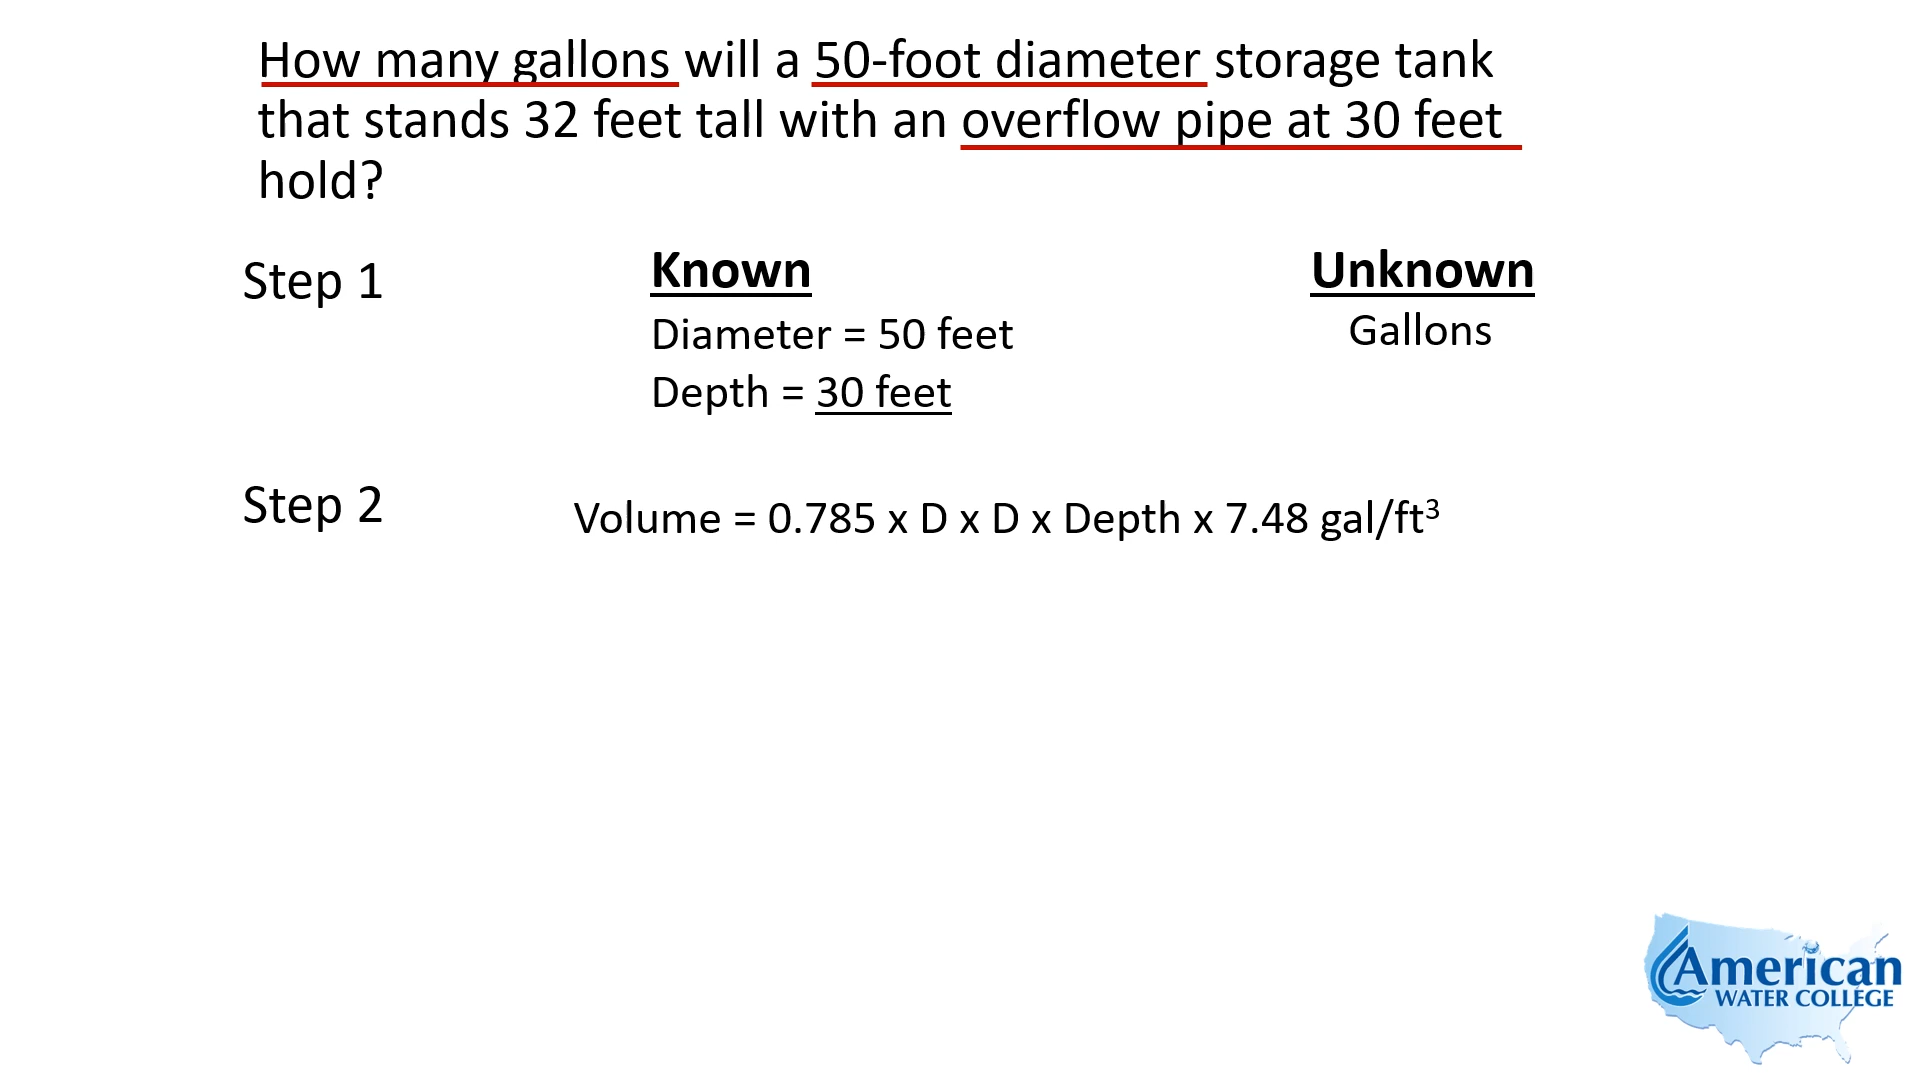 How many gallons will a 50-foot diameter storage tank
that stands 32 feet tall with an overflow pipe at 30 feet
hold?
Step 1
Known
Unknown
Diameter = 50 feet
Gallons
Depth = 30 feet
Step 2
Volume = 0.785 x D x D x Depth x 7.48 gal/ft³
American
WATER COLLEGE